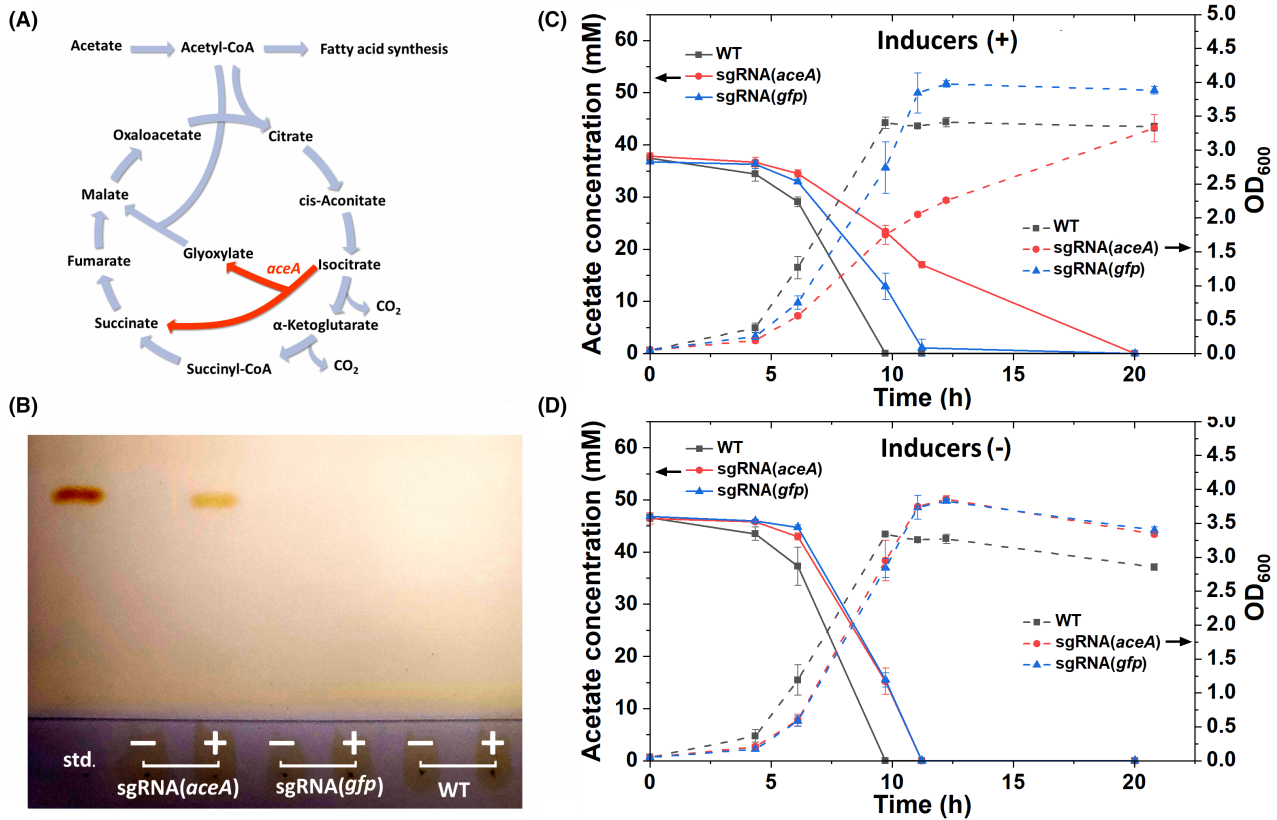 (A)
Acetate
Acetyl-CoA
Fatty acid synthesis
Oxaloacetate
Citrate
Malate
cis-Aconitate
Glyoxylate
aceA
Isocitrate
Fumarate
CO2
Succinate
α-Ketoglutarate
Succinyl-CoA
CO2
(B)
std.
− + − + − +
sgRNA(aceA)
sgRNA(gfp)
WT
(C)
Inducers (+)
WT
sgRNA(aceA)
sgRNA(gfp)
WT
sgRNA(aceA)
sgRNA(gfp)
Acetate concentration (mM)
60
50
40
30
20
10
0
OD600
5.0
4.5
4.0
3.5
3.0
2.5
2.0
1.5
1.0
0.5
0.0
0 5 10 15 20
Time (h)
(D)
Inducers (-)
WT
sgRNA(aceA)
sgRNA(gfp)
WT
sgRNA(aceA)
sgRNA(gfp)
Acetate concentration (mM)
60
50
40
30
20
10
0
OD600
5.0
4.5
4.0
3.5
3.0
2.5
2.0
1.5
1.0
0.5
0.0
0 5 10 15 20
Time (h)